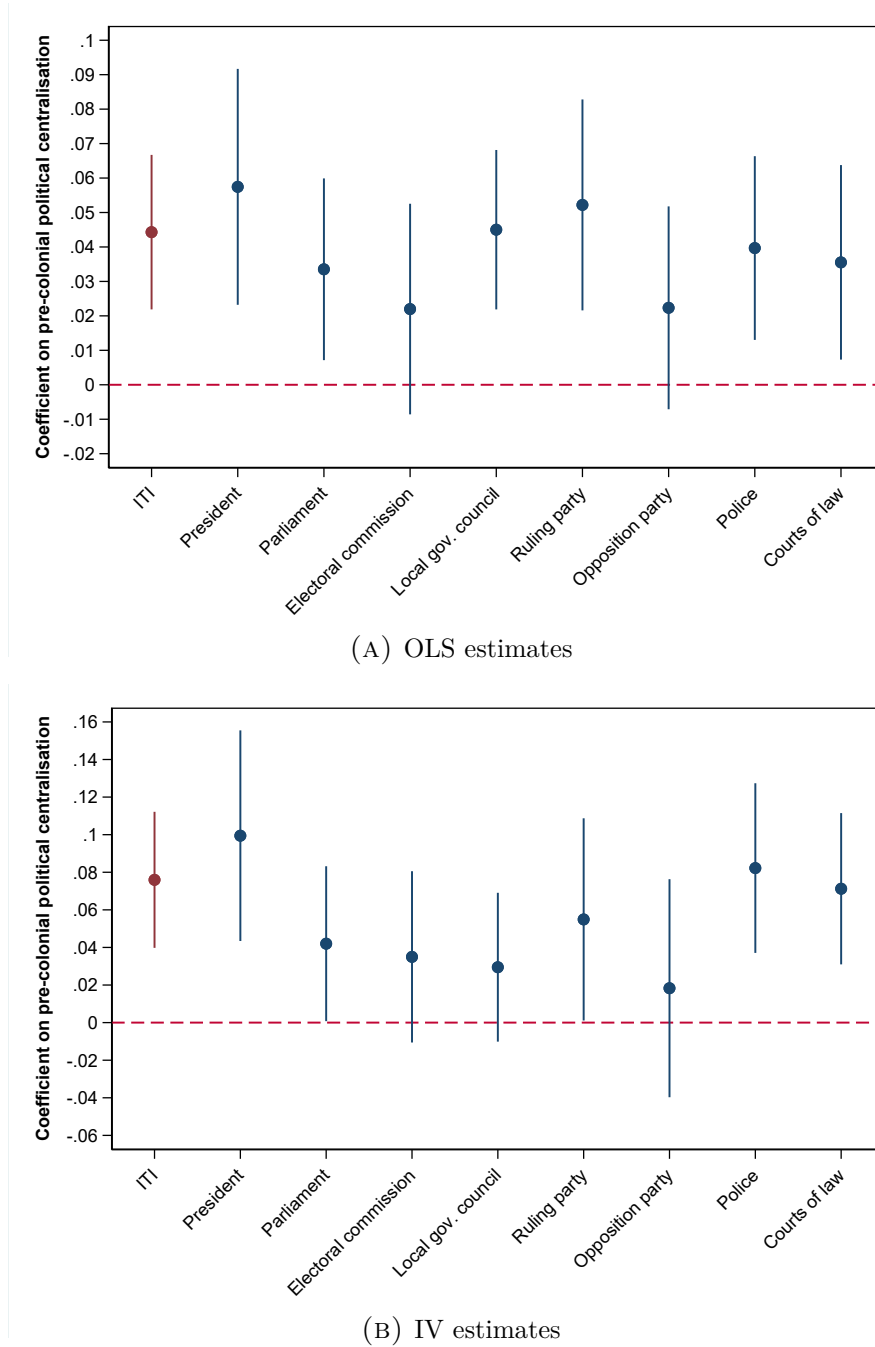 Coefficient on pre-colonial political centralisation
.1
.09
.08
.07
.06
.05
.04
.03
.02
.01
0
-.01
-.02
ITI
President
Parliament
Electoral commission
Local gov. council
Ruling party
Opposition party
Police
Courts of law
(A) OLS estimates
Coefficient on pre-colonial political centralisation
.16
.14
.12
.1
.08
.06
.04
.02
0
-.02
-.04
-.06
ITI
President
Parliament
Electoral commission
Local gov. council
Ruling party
Opposition party
Police
Courts of law
(B) IV estimates